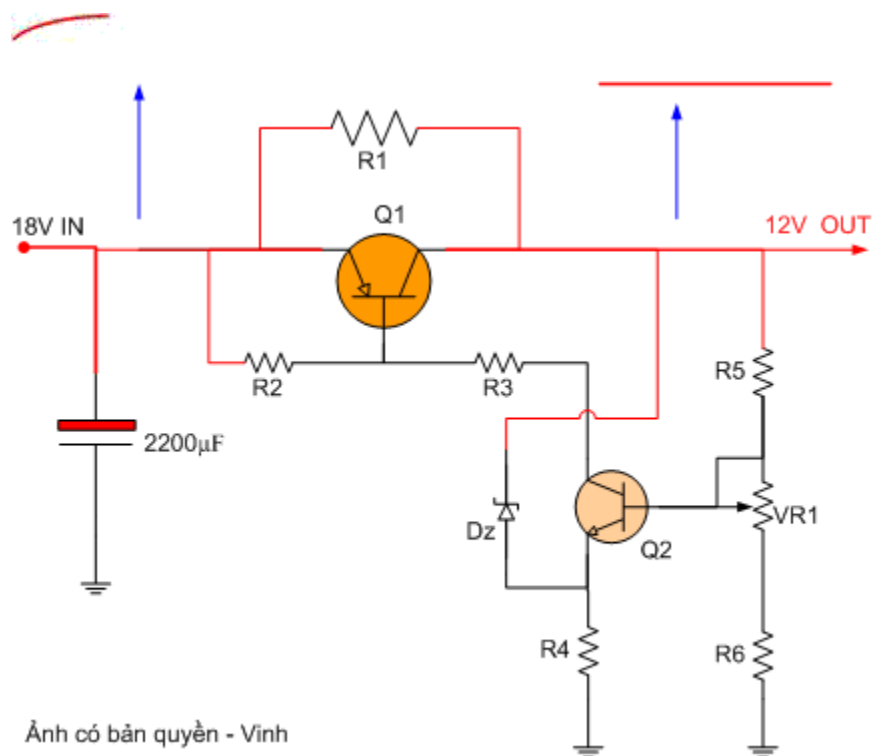 R1
Q1
18V IN
12V OUT
R2
R3
R5
2200µF
Dz
Q2
VR1
R4
R6
Ảnh có bản quyền - Vinh